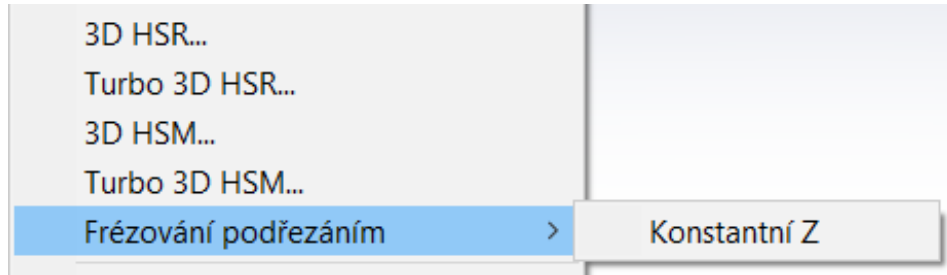 3D HSR...
Turbo 3D HSR...
3D HSM...
Turbo 3D HSM...
Frézování podřezáním >
Konstantní Z